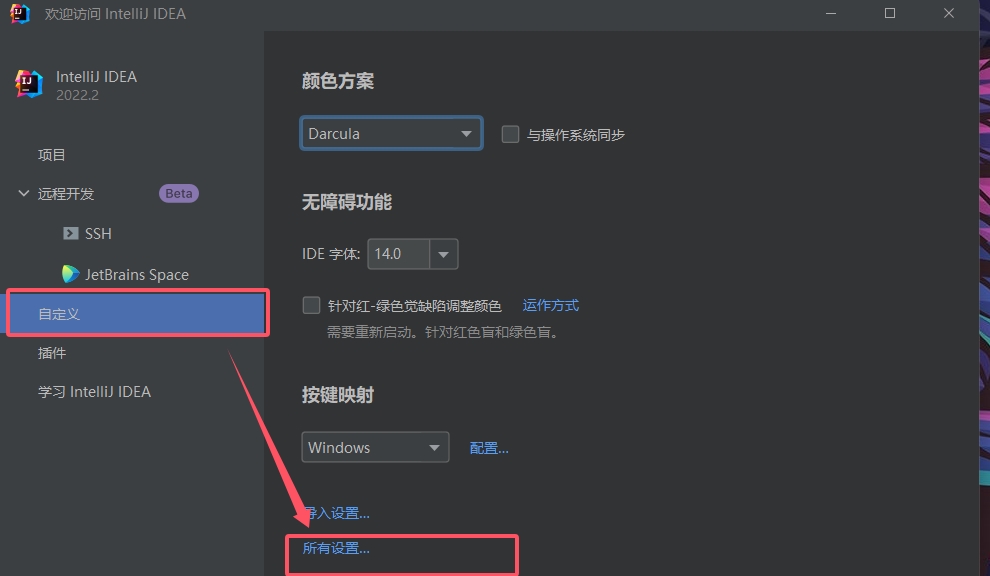 欢迎访问 IntelliJ IDEA
IntelliJ IDEA
2022.2
项目
远程开发 Beta
SSH
JetBrains Space
自定义
插件
学习 IntelliJ IDEA
颜色方案
Darcula 与操作系统同步
无障碍功能
IDE 字体: 14.0
针对红-绿色觉缺陷调整颜色 运作方式
需要重新启动。针对红色盲和绿色盲。
按键映射
Windows 配置...
导入设置...
所有设置...